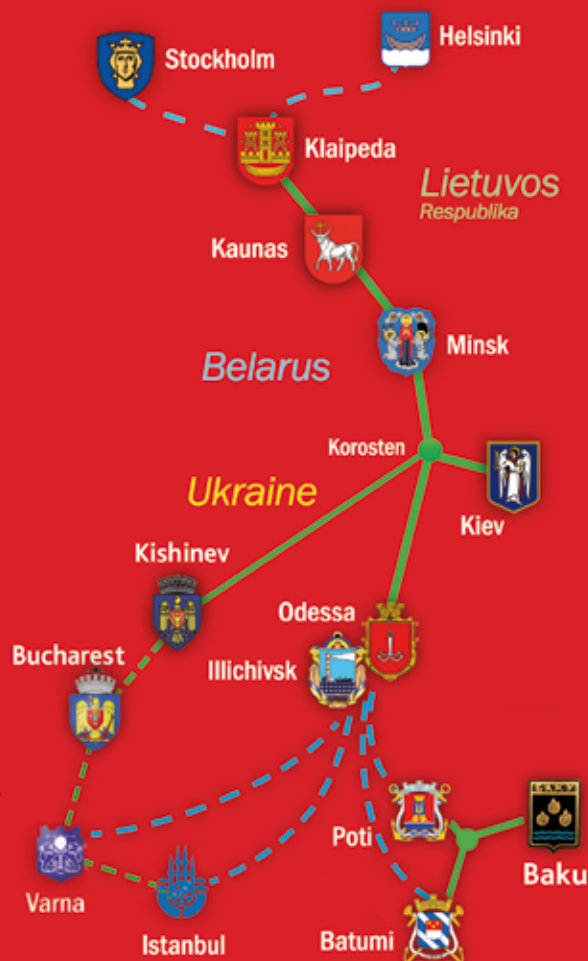 Stockholm
Helsinki
Klaipeda
Lietuvos
Respublika
Kaunas
Minsk
Belarus
Korosten
Ukraine
Kiev
Kishinev
Odessa
Bucharest
Illichivsk
Poti
Baku
Varna
Istanbul
Batumi